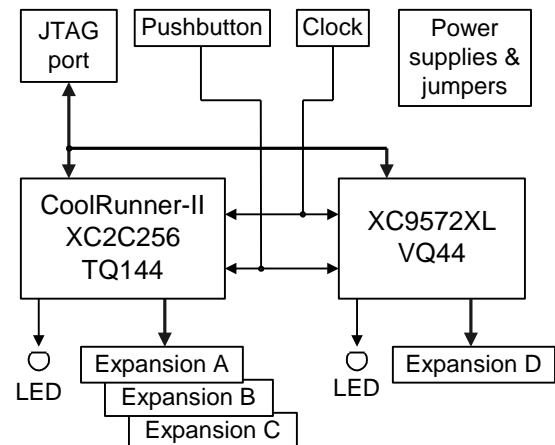 JTAG
port
Pushbutton
Clock
Power
supplies &
jumpers
CoolRunner-II
XC2C256
TQ144
XC9572XL
VQ44
LED
Expansion A
Expansion B
Expansion C
LED
Expansion D